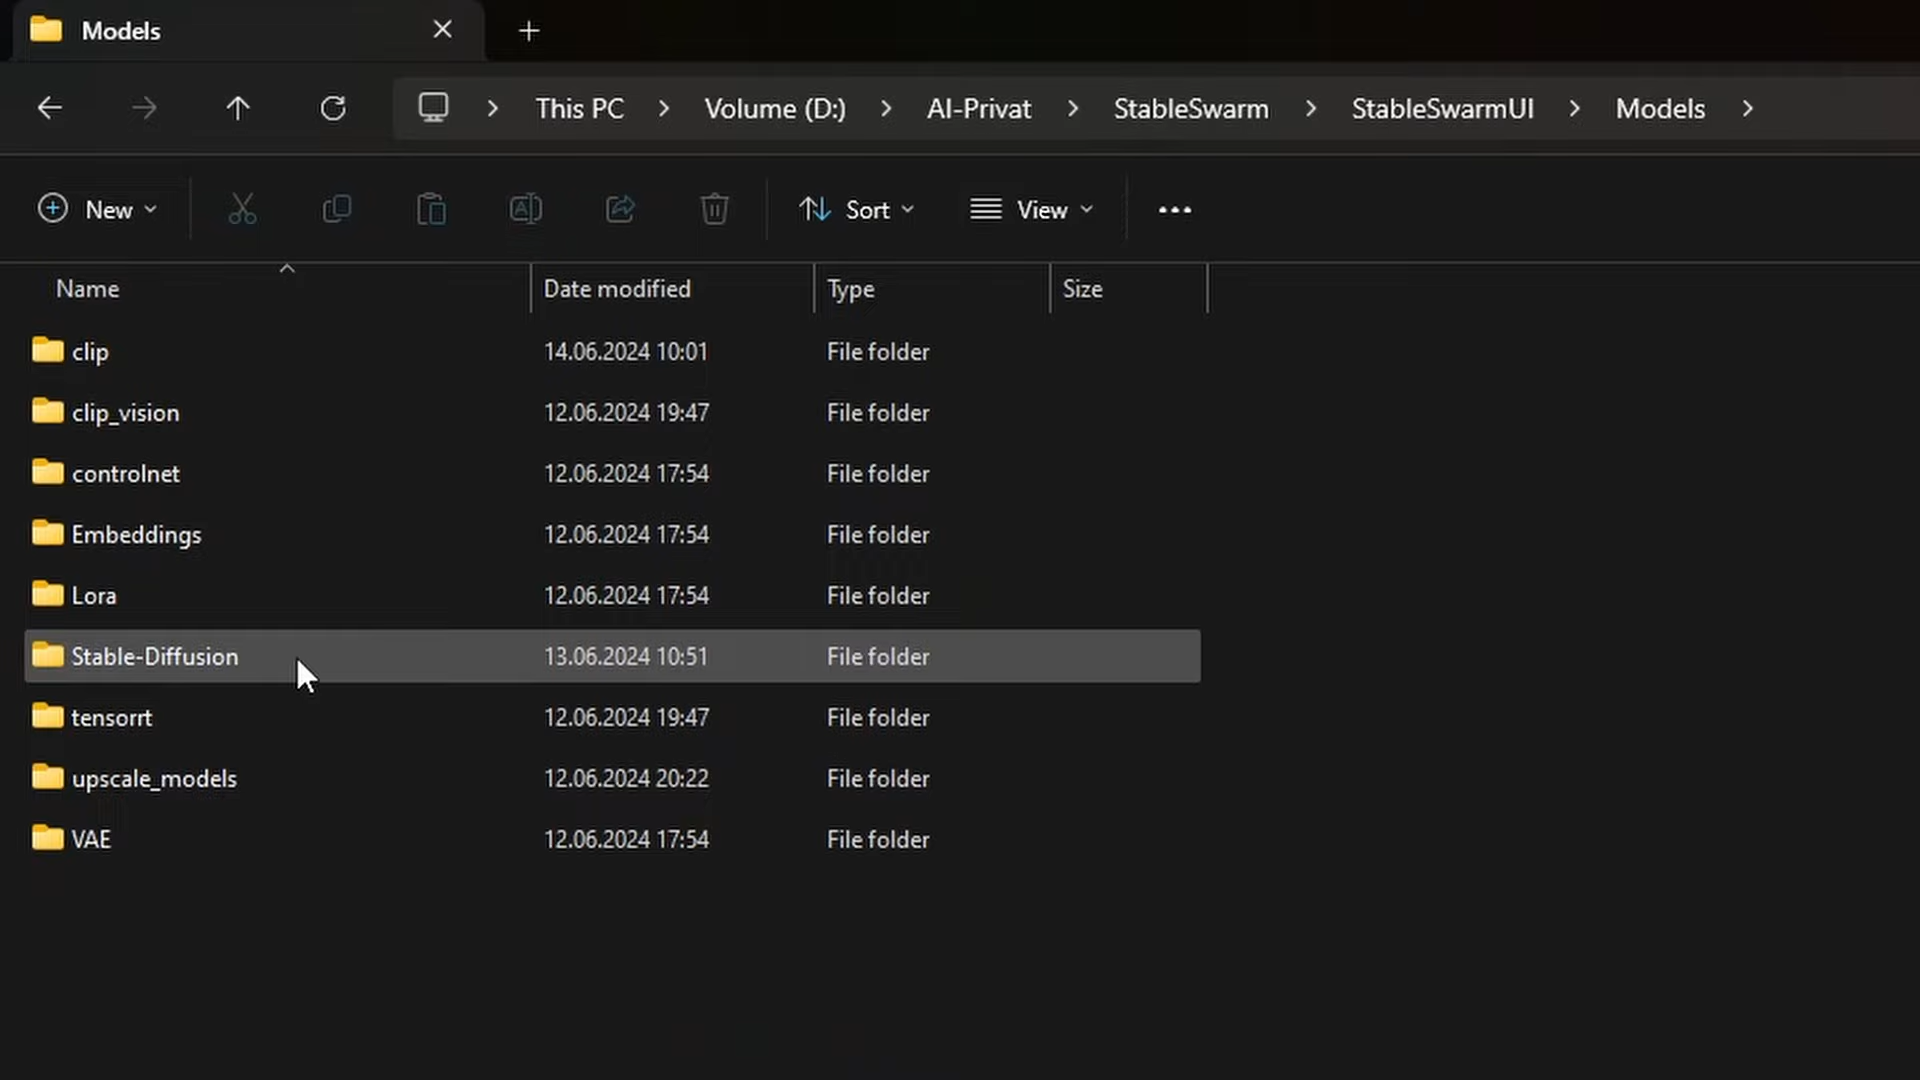 Models
This PC > Volume (D:) > AI-Privat > StableSwarm > StableSwarmUI > Models >
New Sort View
Name Date modified Type Size
clip 14.06.2024 10:01 File folder
clip_vision 12.06.2024 19:47 File folder
controlnet 12.06.2024 17:54 File folder
Embeddings 12.06.2024 17:54 File folder
Lora 12.06.2024 17:54 File folder
Stable-Diffusion 13.06.2024 10:51 File folder
tensorrt 12.06.2024 19:47 File folder
upscale_models 12.06.2024 20:22 File folder
VAE 12.06.2024 17:54 File folder